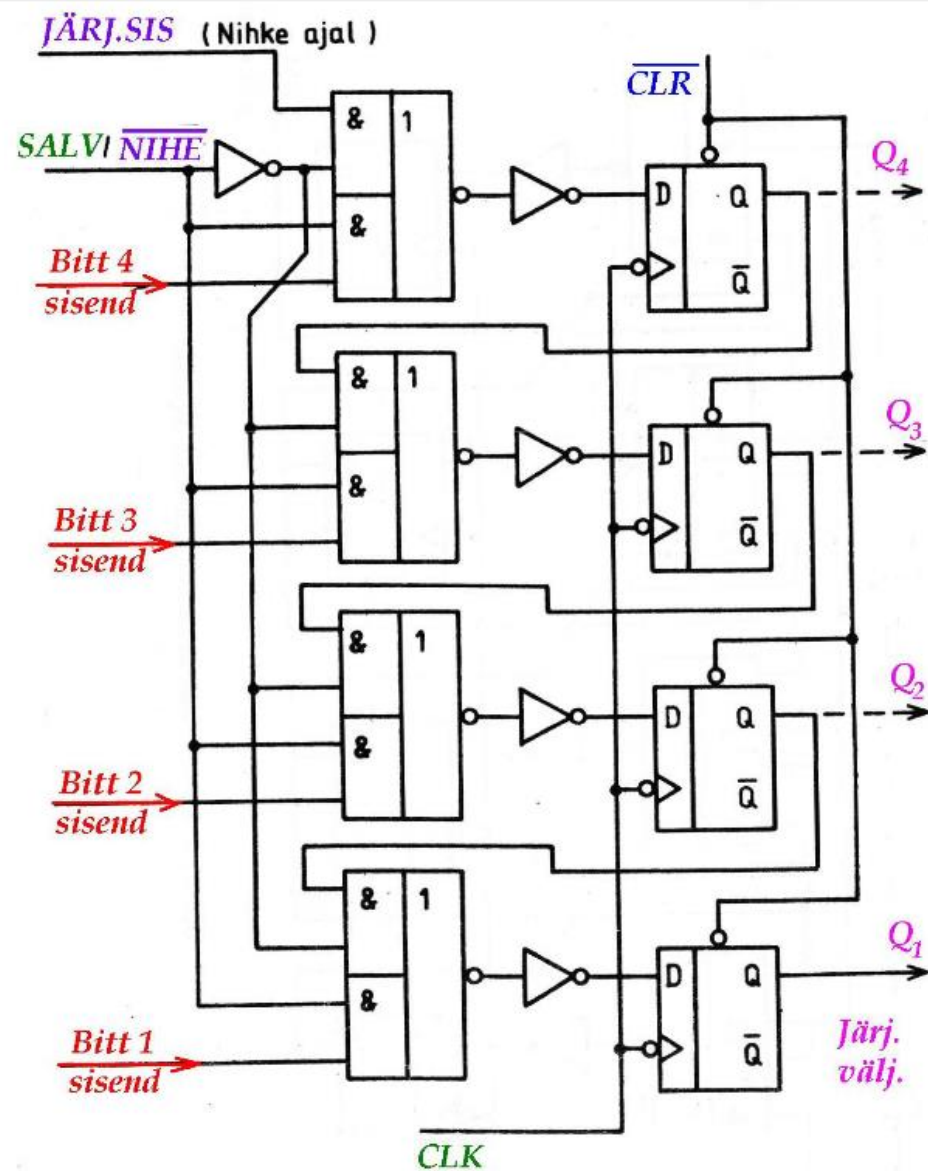 JÄRJ.SIS (Nihke ajal)
CLR
SALV/ NIHE
& 1
&
Q4
D Q
Q
Bitt 4
sisend
& 1
&
Q3
D Q
Q
Bitt 3
sisend
& 1
&
Q2
D Q
Q
Bitt 2
sisend
& 1
&
Q1
D Q
Q
Bitt 1
sisend
Järj.
välj.
CLK